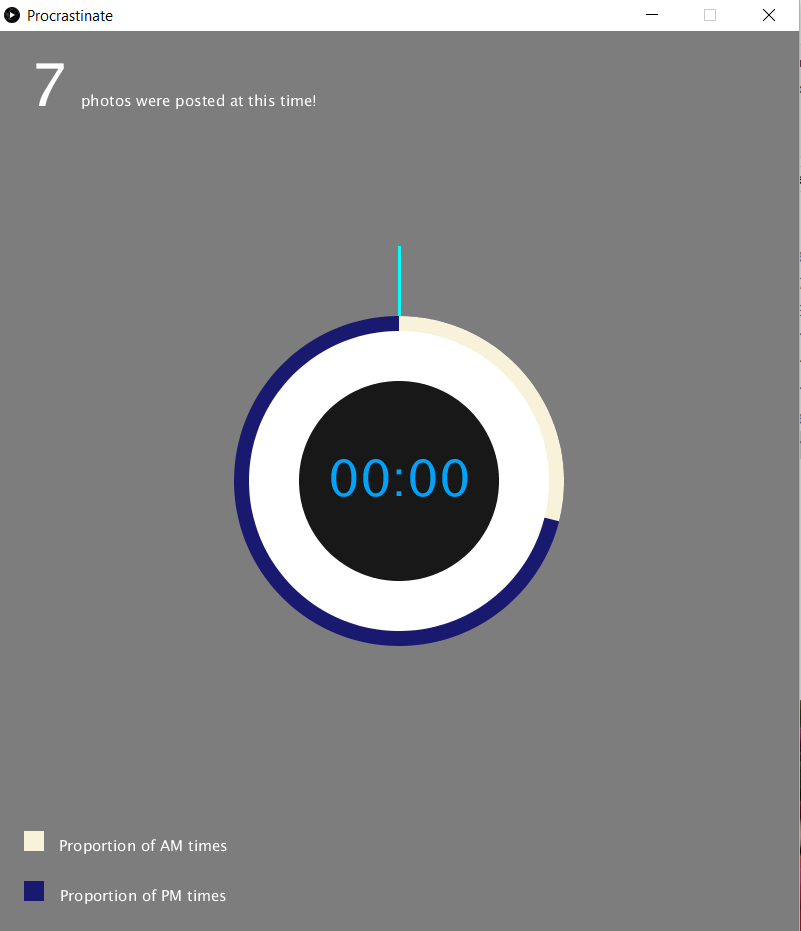 Procrastinate
7 photos were posted at this time!
00:00
Proportion of AM times
Proportion of PM times